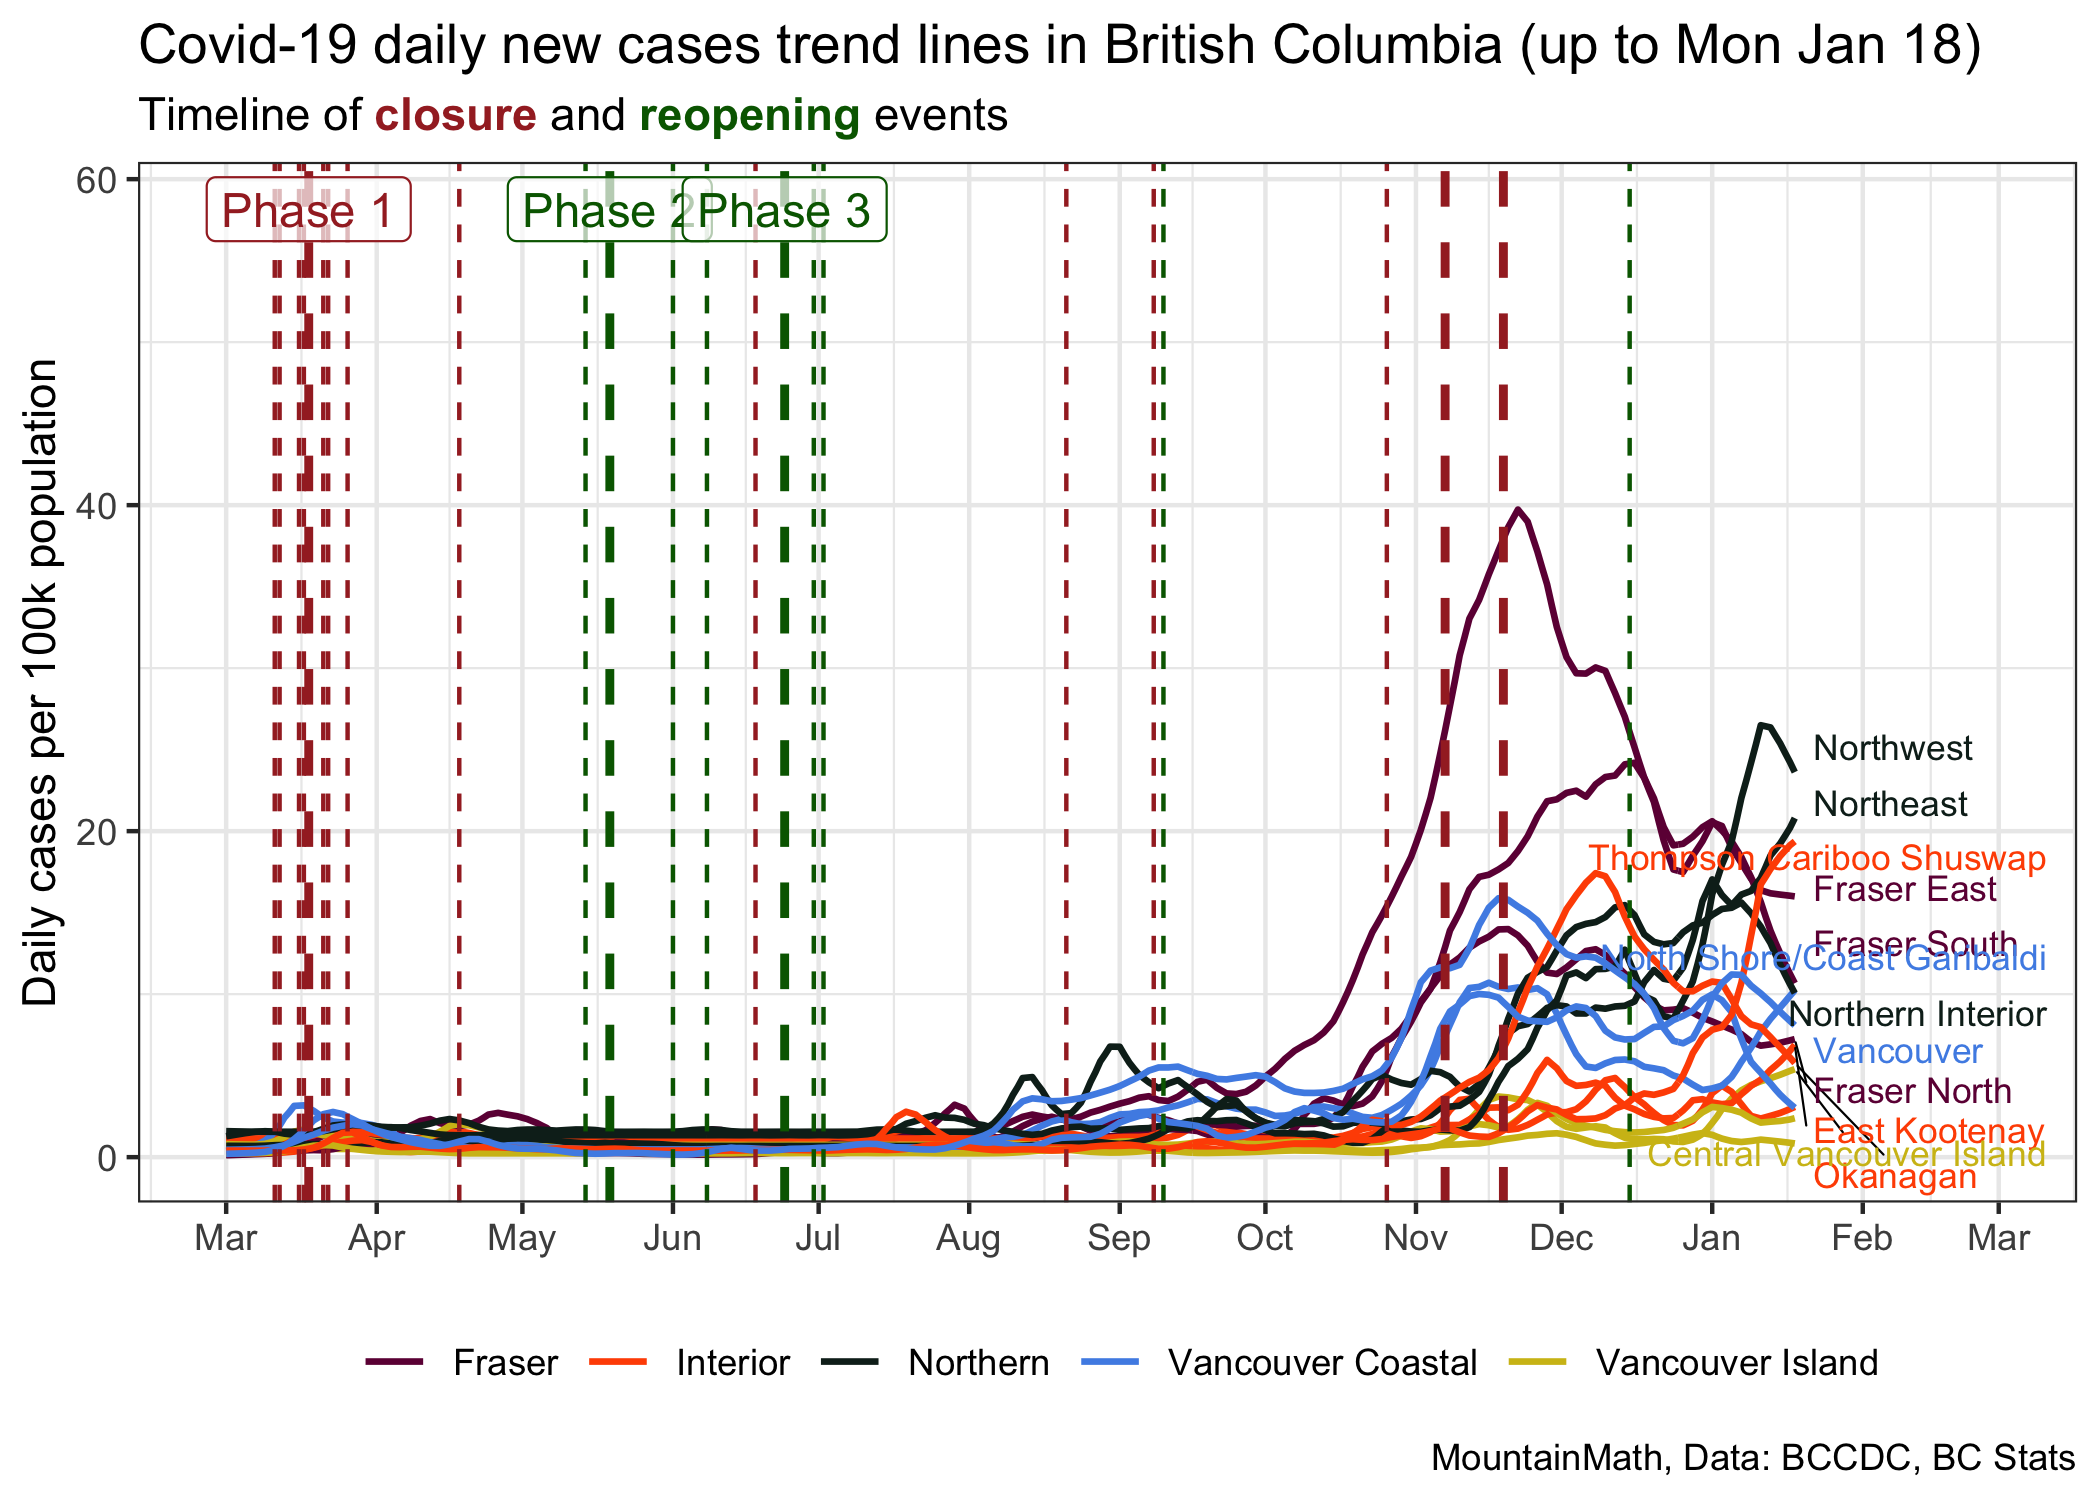 Covid-19 daily new cases trend lines in British Columbia (up to Mon Jan 18)
Timeline of closure and reopening events
Daily cases per 100k population
60
40
20
0
Phase 1
Phase 2
Phase 3
Northwest
Northeast
Thompson Cariboo Shuswap
Fraser East
Fraser South
North Shore/Coast Garibaldi
Northern Interior
Vancouver
Fraser North
East Kootenay
Central Vancouver Island
Okanagan
Mar Apr May Jun Jul Aug Sep Oct Nov Dec Jan Feb Mar
Fraser Interior Northern Vancouver Coastal Vancouver Island
MountainMath, Data: BCCDC, BC Stats